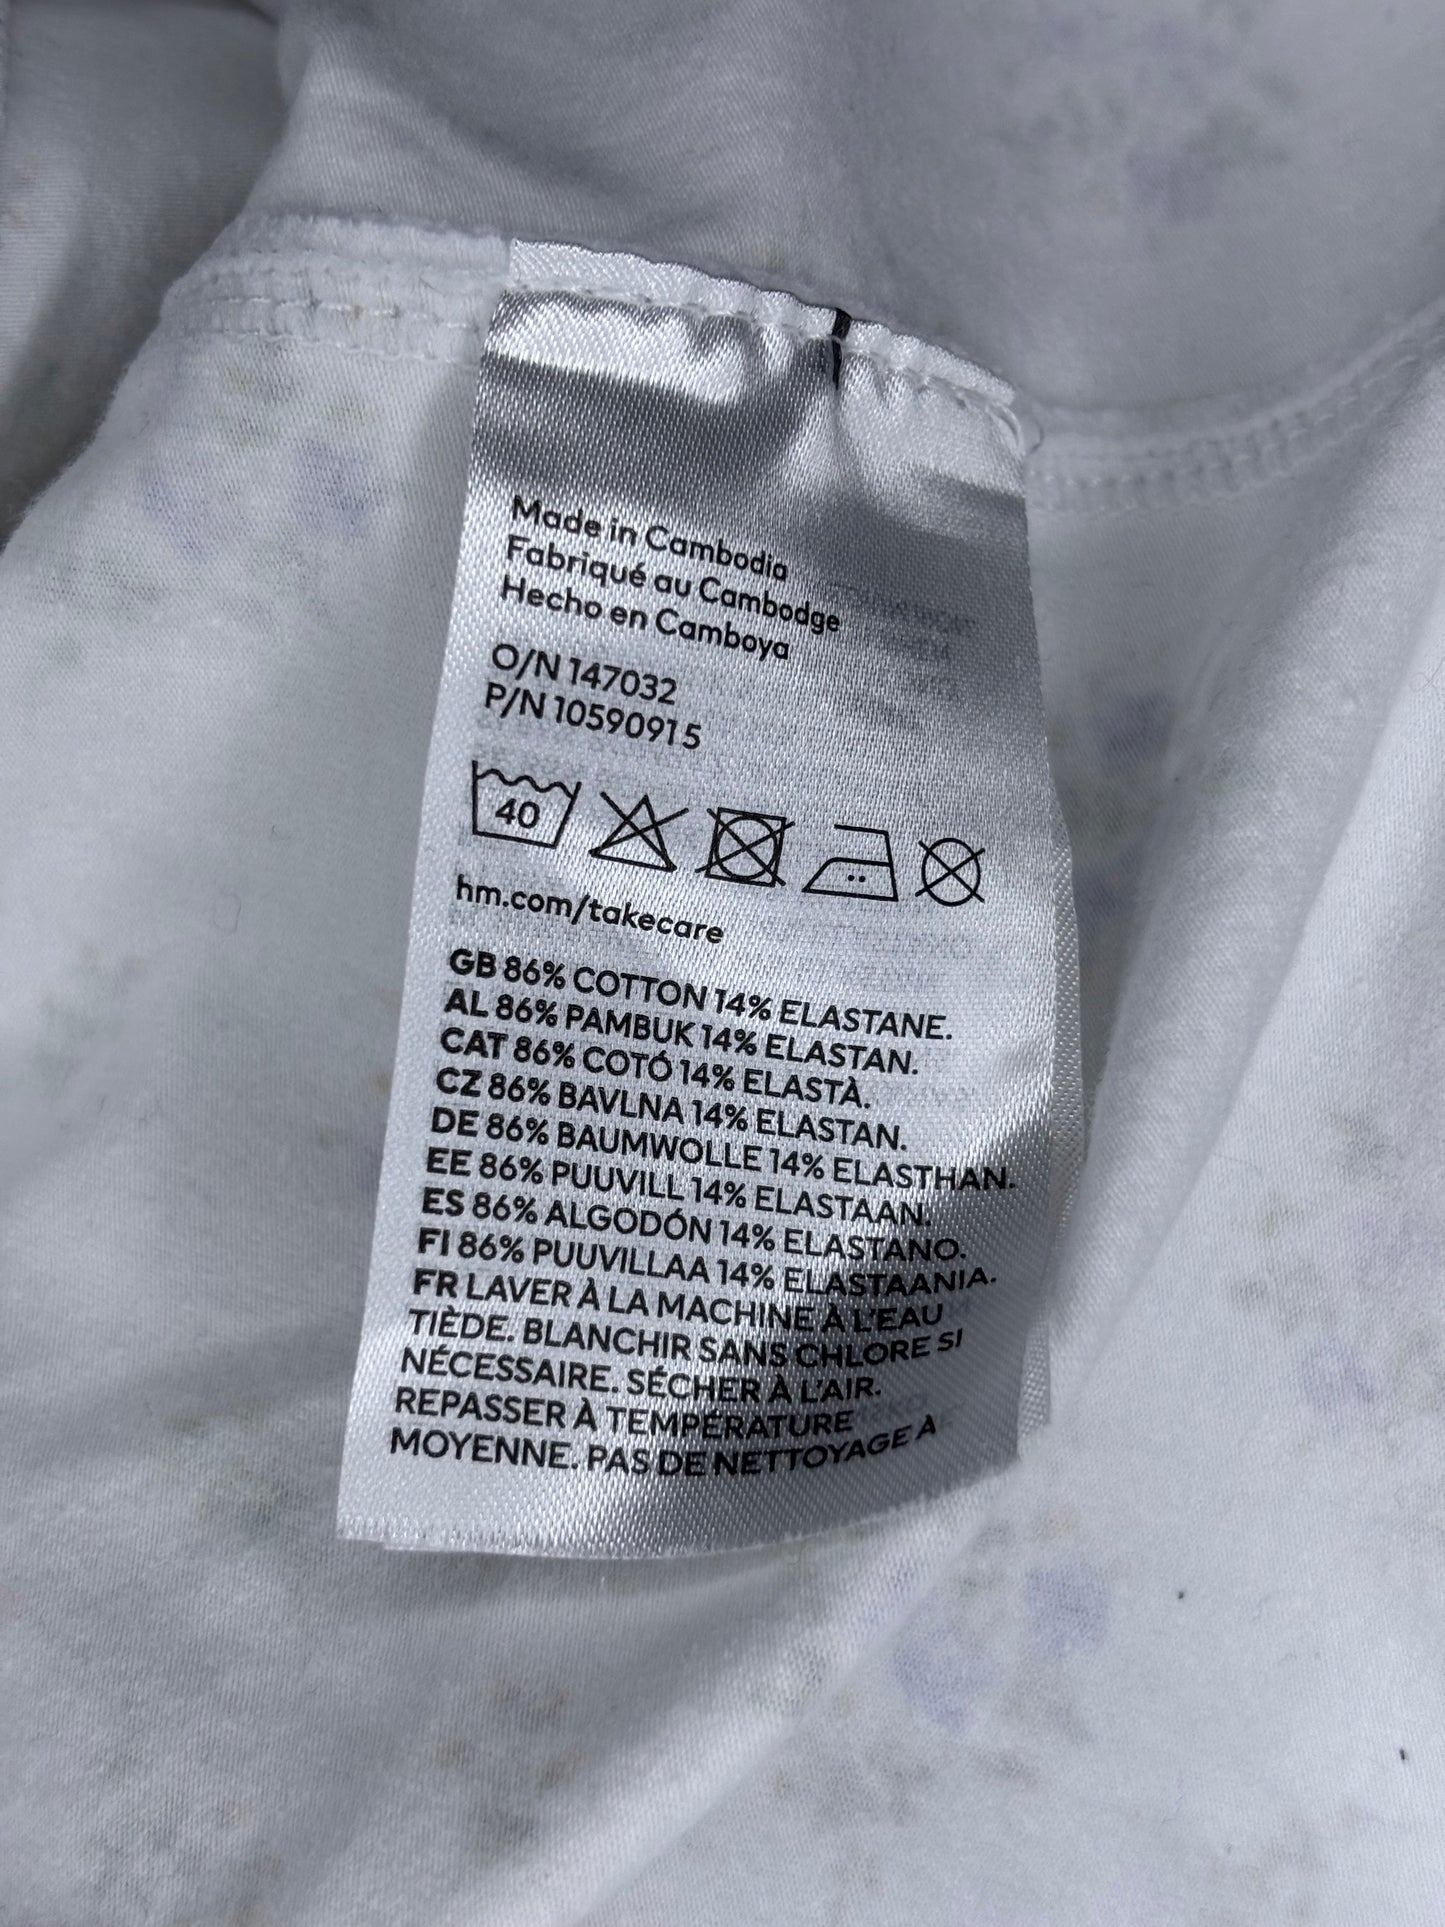 Made in Cambodia
Fabriqué au Cambodge
Hecho en Camboya
O/N 147032
P/N 10590915
40
hm.com/takecare
GB 86% COTTON 14% ELASTANE.
AL 86% PAMBUK 14% ELASTAN.
CAT 86% COTÓ 14% ELASTÀ.
CZ 86% BAVLNA 14% ELASTAN.
DE 86% BAUMWOLLE 14% ELASTHAN.
EE 86% PUUVILL 14% ELASTAAN.
ES 86% ALGODÓN 14% ELASTANO.
FI 86% PUUVILLAA 14% ELASTAANIA.
FR LAVER À LA MACHINE À L'EAU
TIÈDE. BLANCHIR SANS CHLORE SI
NÉCESSAIRE. SÉCHER À L'AIR.
REPASSER À TEMPÉRATURE
MOYENNE. PAS DE NETTOYAGE À